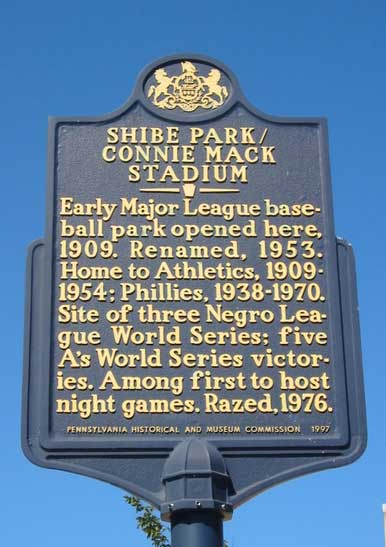 SHIBE PARK/
CONNIE MACK
STADIUM
Early Major League base-
ball park opened here,
1909. Renamed, 1953.
Home to Athletics, 1909-
1954; Phillies, 1938-1970.
Site of three Negro Lea-
gue World Series; five
A's World Series victor-
ies. Among first to host
night games. Razed, 1976.
PENNSYLVANIA HISTORICAL AND MUSEUM COMMISSION 1997